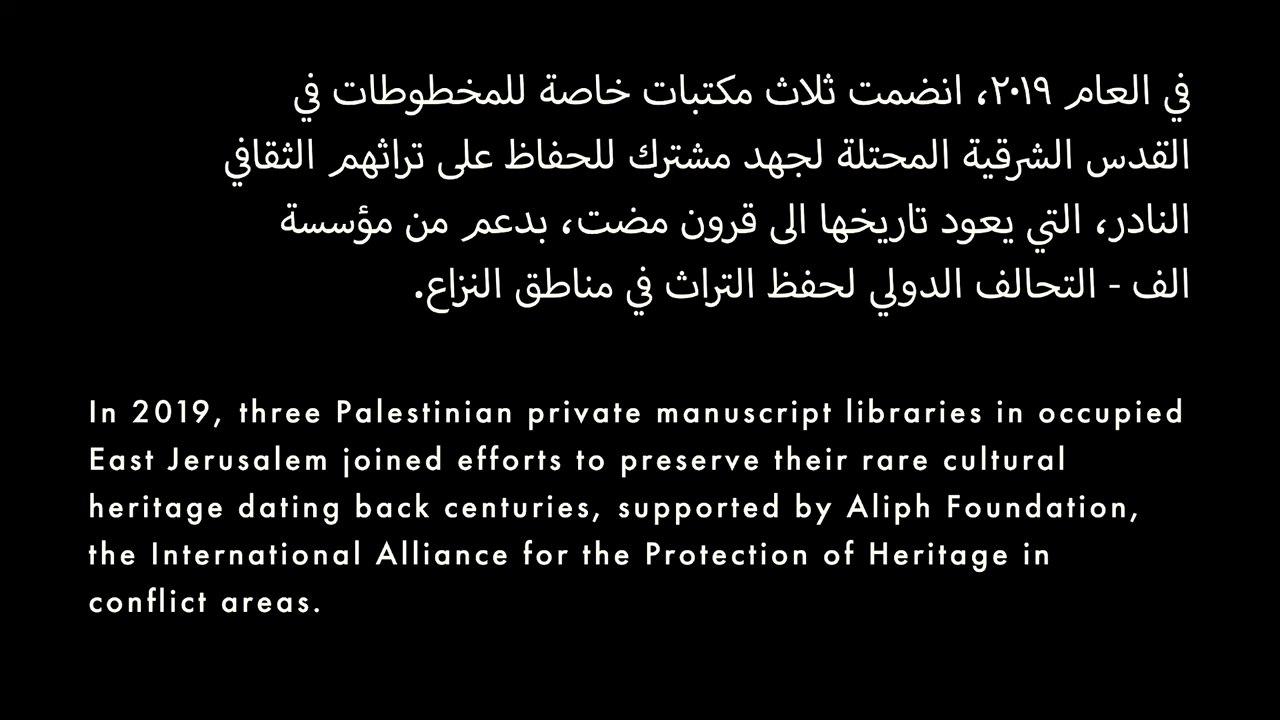 في العام ٢٠١٩، انضمت ثلاث مكتبات خاصة للمخطوطات في
القدس الشرقية المحتلة لجهد مشترك للحفاظ على تراثهم الثقافي
النادر، التي يعود تاريخها الى قرون مضت، بدعم من مؤسسة
الف - التحالف الدولي لحفظ التراث في مناطق النزاع.
In 2019, three Palestinian private manuscript libraries in occupied
East Jerusalem joined efforts to preserve their rare cultural
heritage dating back centuries, supported by Aliph Foundation,
the International Alliance for the Protection of Heritage in
conflict areas.